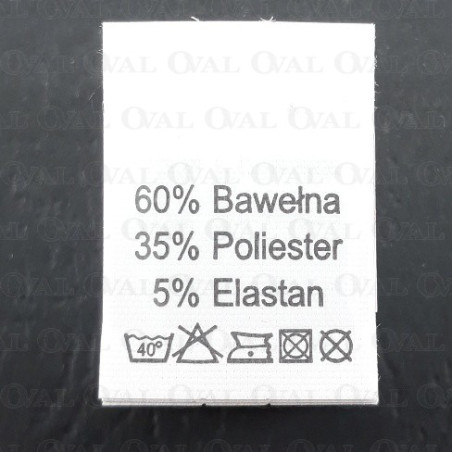 60% Bawełna
35% Poliester
5% Elastan
40°